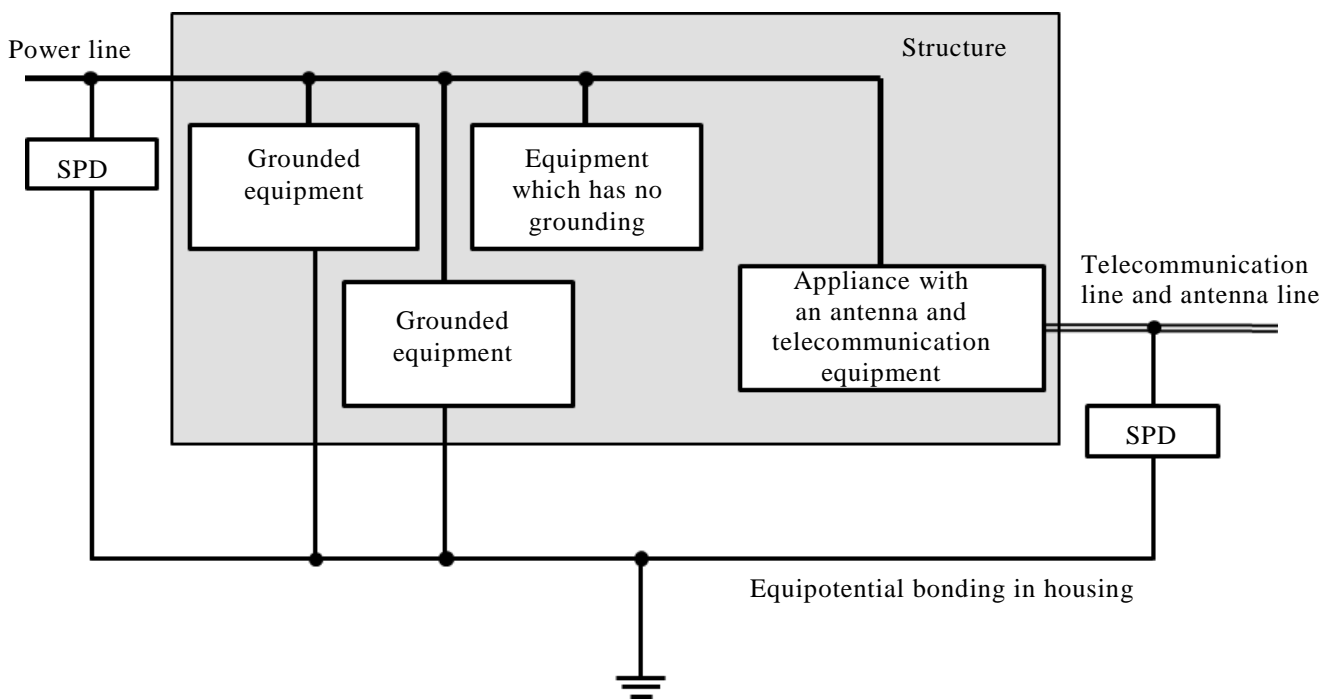 Power line
Structure
SPD
Grounded
equipment
Equipment
which has no
grounding
Grounded
equipment
Appliance with
an antenna and
telecommunication
equipment
Telecommunication
line and antenna line
SPD
Equipotential bonding in housing